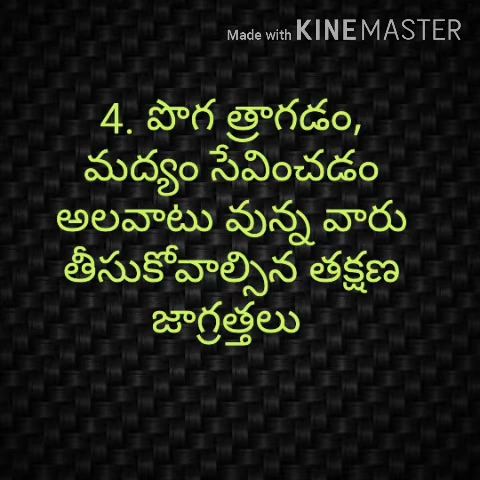 Made with KINEMASTER
4. పొగ త్రాగడం,
మద్యం సేవించడం
అలవాటు వున్న వారు
తీసుకోవాల్సిన తక్షణ
జాగ్రత్తలు